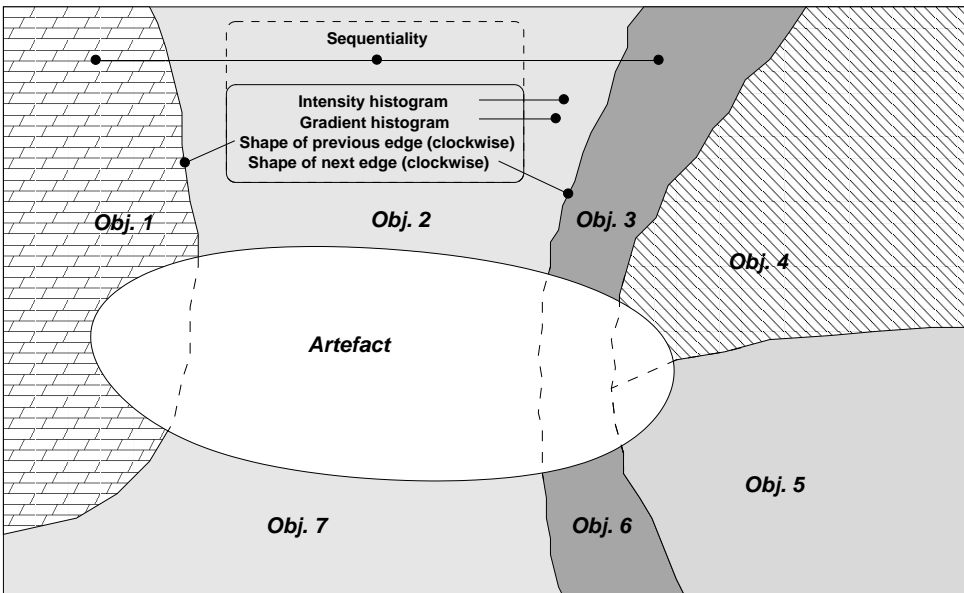 Sequentiality
Intensity histogram
Gradient histogram
Shape of previous edge (clockwise)
Shape of next edge (clockwise)
Obj. 1
Obj. 2
Obj. 3
Obj. 4
Artefact
Obj. 5
Obj. 7
Obj. 6